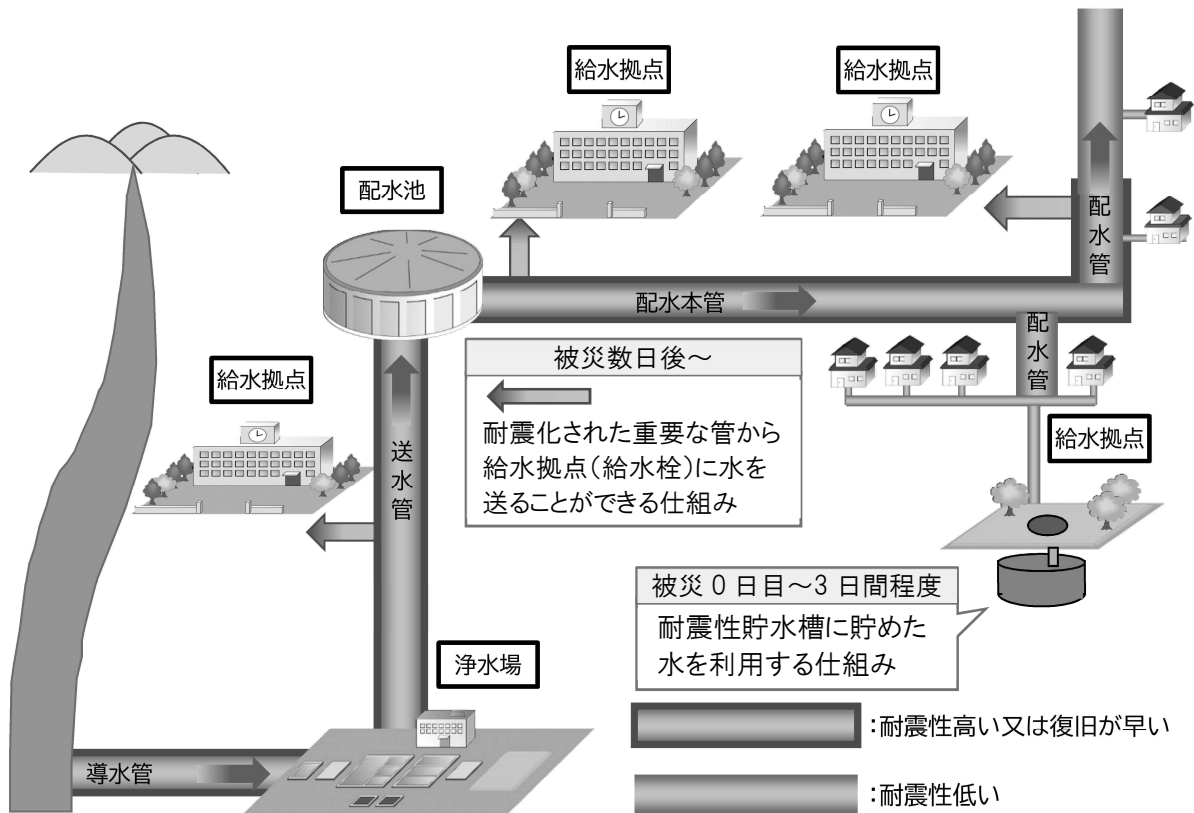 給水拠点
給水拠点
配水池
配水管
配水本管
配水管
被災数日後～
耐震化された重要な管から
給水拠点（給水栓）に水を
送ることができる仕組み
給水拠点
送水管
給水拠点
被災０日目～3日間程度
耐震性貯水槽に貯めた
水を利用する仕組み
浄水場
導水管
：耐震性高い又は復旧が早い
：耐震性低い